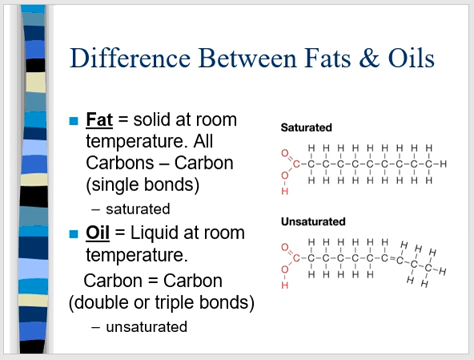 Difference Between Fats & Oils
Fat = solid at room
temperature. All
Carbons – Carbon
(single bonds)
– saturated
Oil = Liquid at room
temperature.
Carbon = Carbon
(double or triple bonds)
– unsaturated
Saturated
H H H H H H H H H
O
C–C–C–C–C–C–C–C–C–C–H
O
H H H H H H H H H
H
Unsaturated
H H H H H H H H H
O
C–C–C–C–C–C–C=C–C–C–H
O
H H H H H H H
H